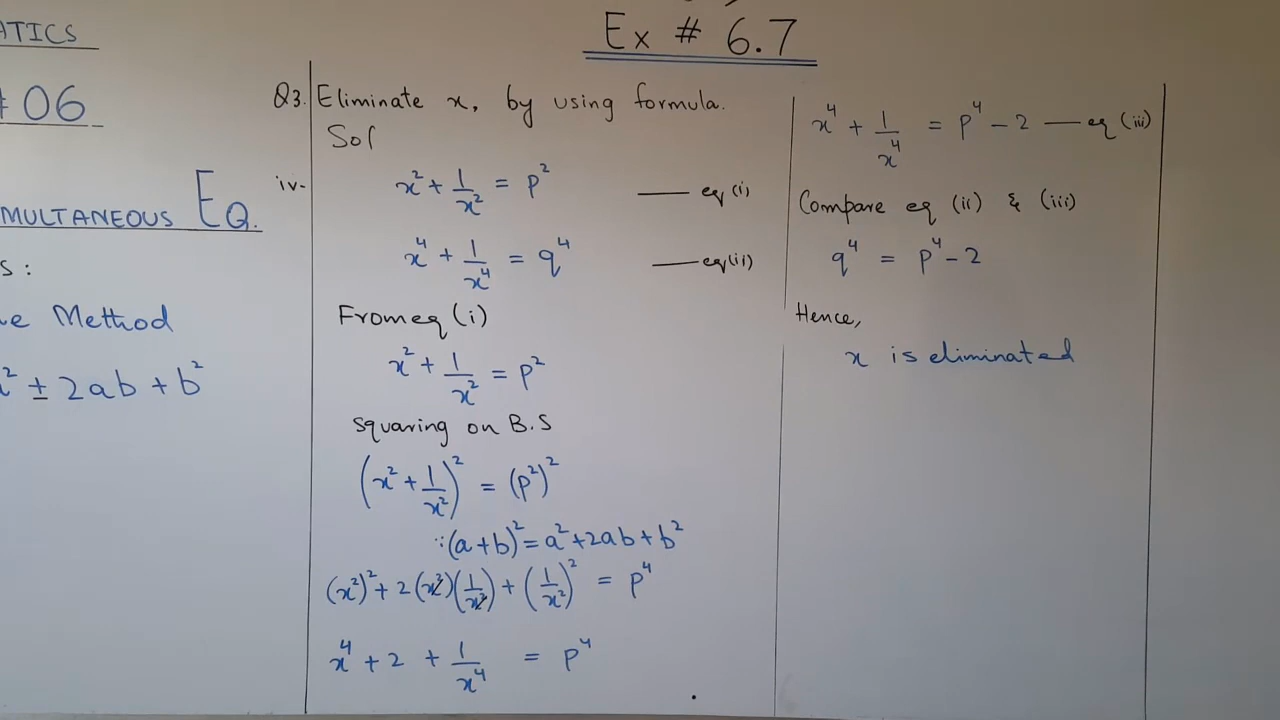 Ex # 6.7
ATICS
# 06
MULTANEOUS EQ.
S:
Method
² ± 2ab + b²
Q3. Eliminate x, by using formula.
Sol
iv- x² + 1/x² = p² —— eq (i)
x⁴ + 1/x⁴ = q⁴ —— eq(ii)
From eq (i)
x² + 1/x² = p²
squaring on B.S
(x² + 1/x²)² = (p²)²
∵ (a+b)² = a²+2ab+b²
(x²)² + 2(x²)(1/x²) + (1/x²)² = p⁴
x⁴ + 2 + 1/x⁴ = p⁴
x⁴ + 1/x⁴ = p⁴ - 2 —— eq (iii)
Compare eq (ii) & (iii)
q⁴ = p⁴ - 2
Hence,
x is eliminated